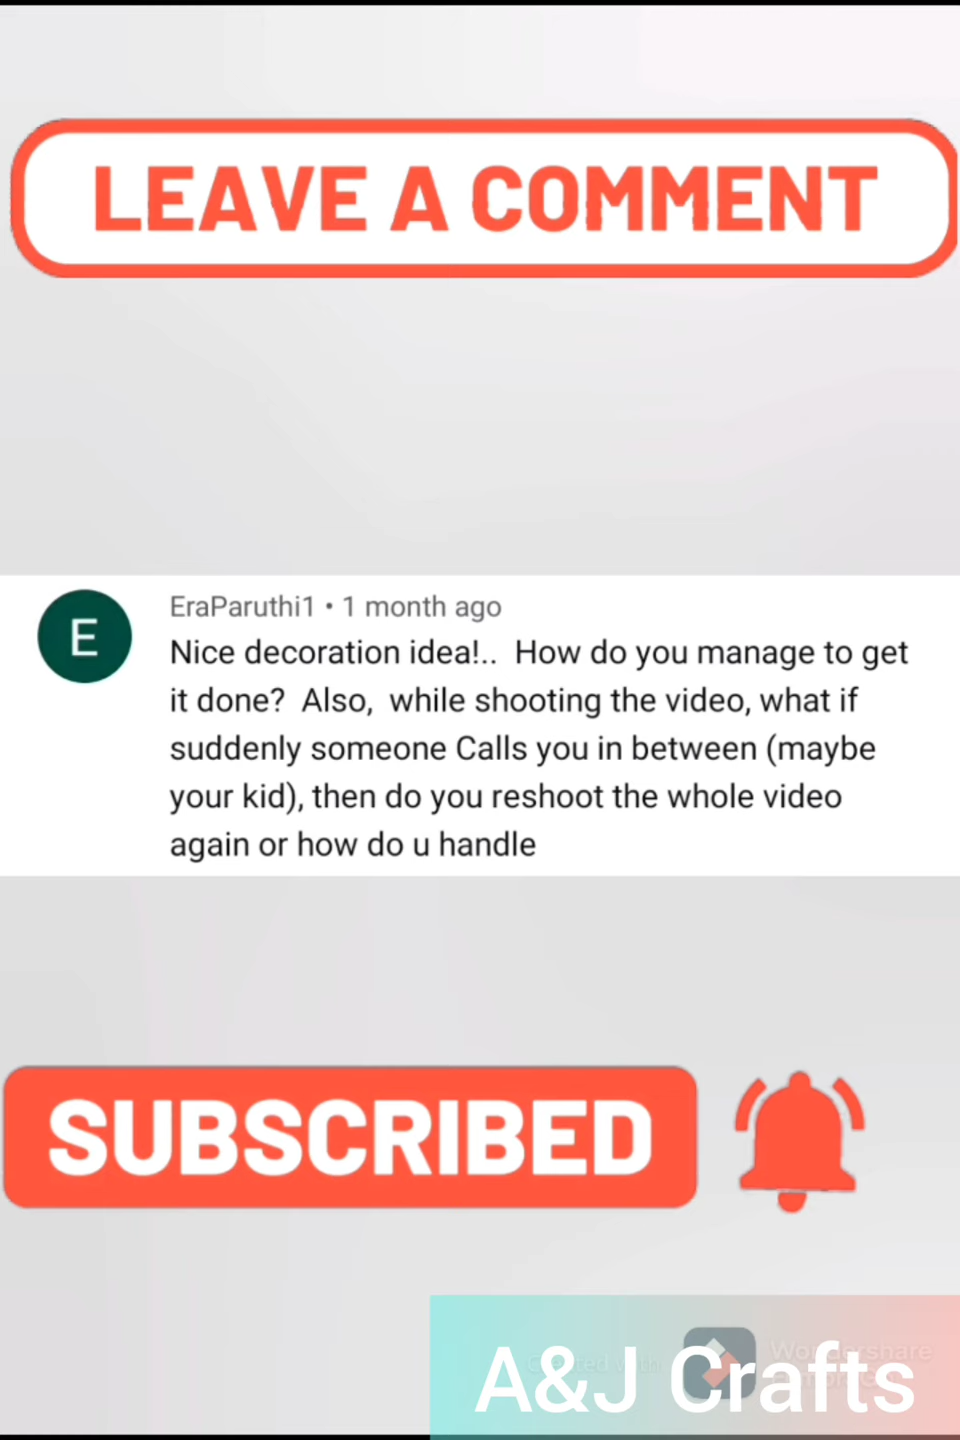 LEAVE A COMMENT
E
EraParuthi1 • 1 month ago
Nice decoration idea!..  How do you manage to get
it done?  Also,  while shooting the video, what if
suddenly someone Calls you in between (maybe
your kid), then do you reshoot the whole video
again or how do u handle
SUBSCRIBED
A&J Crafts